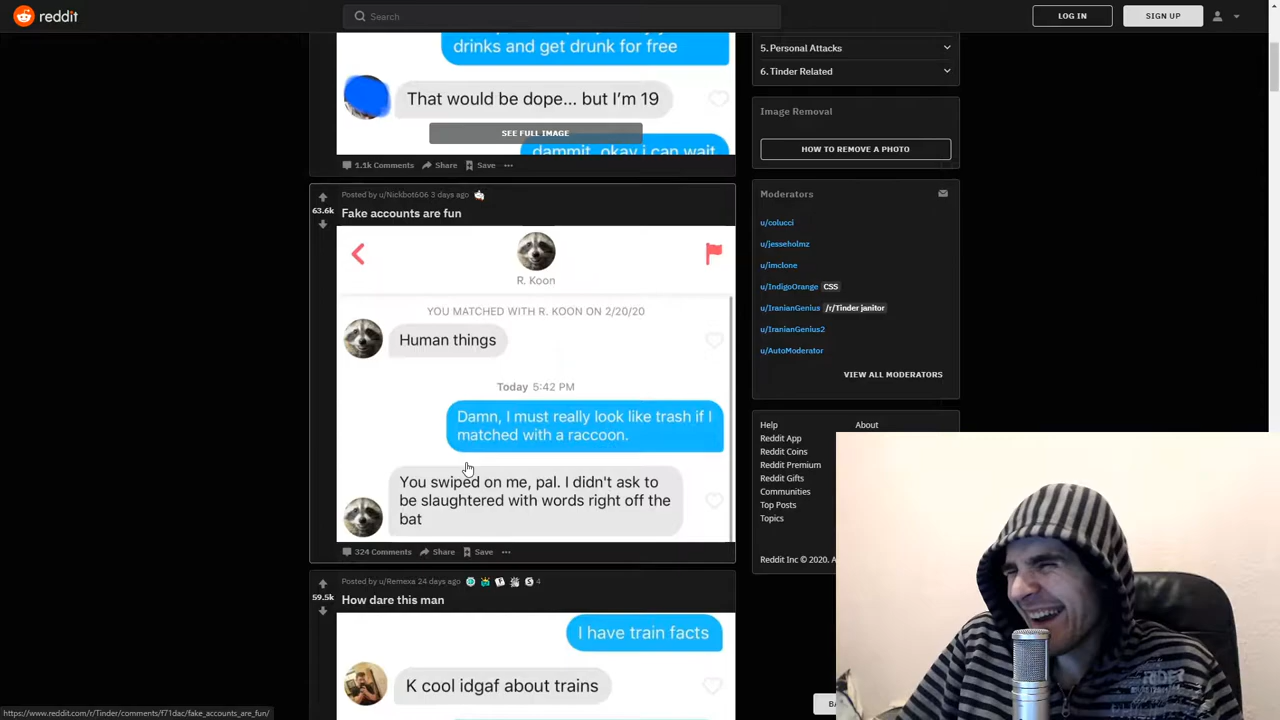 reddit
Search
LOG IN
SIGN UP
drinks and get drunk for free
That would be dope... but I'm 19
SEE FULL IMAGE
dammit, okay i can wait
1.1k Comments
Share
Save
63.6k
Posted by u/Nickbot606 3 days ago
Fake accounts are fun
R. Koon
YOU MATCHED WITH R. KOON ON 2/20/20
Human things
Today 5:42 PM
Damn, I must really look like trash if I
matched with a raccoon.
You swiped on me, pal. I didn't ask to
be slaughtered with words right off the
bat
324 Comments
Share
Save
59.5k
Posted by u/Remexa 24 days ago
4
How dare this man
I have train facts
K cool idgaf about trains
5. Personal Attacks
6. Tinder Related
Image Removal
HOW TO REMOVE A PHOTO
Moderators
u/colucci
u/jesseholmz
u/imclone
u/IndigoOrange CSS
u/IranianGenius /r/Tinder janitor
u/IranianGenius2
u/AutoModerator
VIEW ALL MODERATORS
Help
About
Reddit App
Reddit Coins
Reddit Premium
Reddit Gifts
Communities
Top Posts
Topics
Reddit Inc © 2020.
https://www.reddit.com/r/Tinder/comments/f71dac/fake_accounts_are_fun/